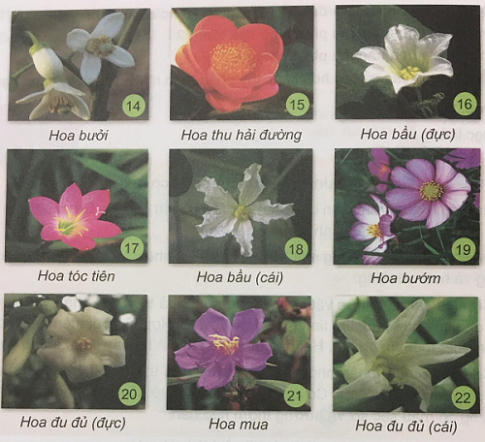 14
15
16
Hoa bưởi
Hoa thu hải đường
Hoa bầu (đực)
17
18
19
Hoa tóc tiên
Hoa bầu (cái)
Hoa bướm
20
21
22
Hoa đu đủ (đực)
Hoa mua
Hoa đu đủ (cái)